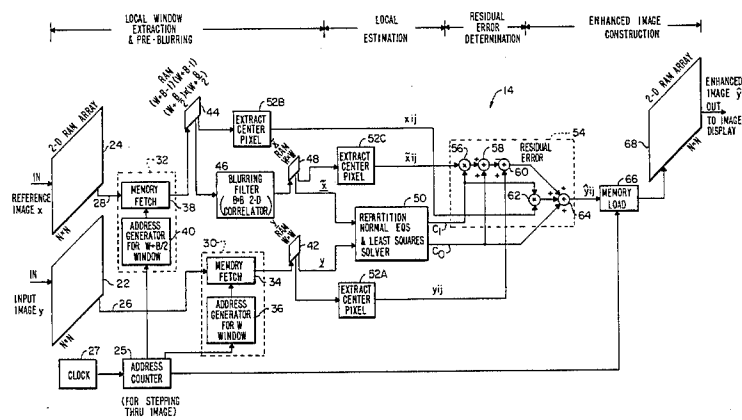 LOCAL WINDOW
EXTRACTION
& PRE-BLURRING
LOCAL
ESTIMATION
RESIDUAL
ERROR
DETERMINATION
ENHANCED IMAGE
CONSTRUCTION
2-D RAM ARRAY
24
IN
REFERENCE
IMAGE x
N*N
28
32
MEMORY
FETCH
38
ADDRESS
GENERATOR
FOR W+B/2
WINDOW
40
RAM
(W+B-1)(W+B-1)
44
52B
EXTRACT
CENTER
PIXEL
xij
46
BLURRING
FILTER
(B*B 2-D
CORRELATOR)
RAM
W*W
48
x̃
52C
EXTRACT
CENTER
PIXEL
x̃ij
14
54
56
58
RESIDUAL
ERROR
60
62
64
ŷij
66
MEMORY
LOAD
2-D RAM ARRAY
68
N*N
ENHANCED
IMAGE ŷ
OUT
TO IMAGE
DISPLAY
IN
INPUT
IMAGE y
22
N*N
26
30
MEMORY
FETCH
34
ADDRESS
GENERATOR
FOR W
WINDOW
36
RAM
W*W
42
y
50
REPARTITION
NORMAL EQS
& LEAST SQUARES
SOLVER
C1
C0
EXTRACT
CENTER
PIXEL
52A
yij
27
CLOCK
25
ADDRESS
COUNTER
(FOR STEPPING
THRU IMAGE)